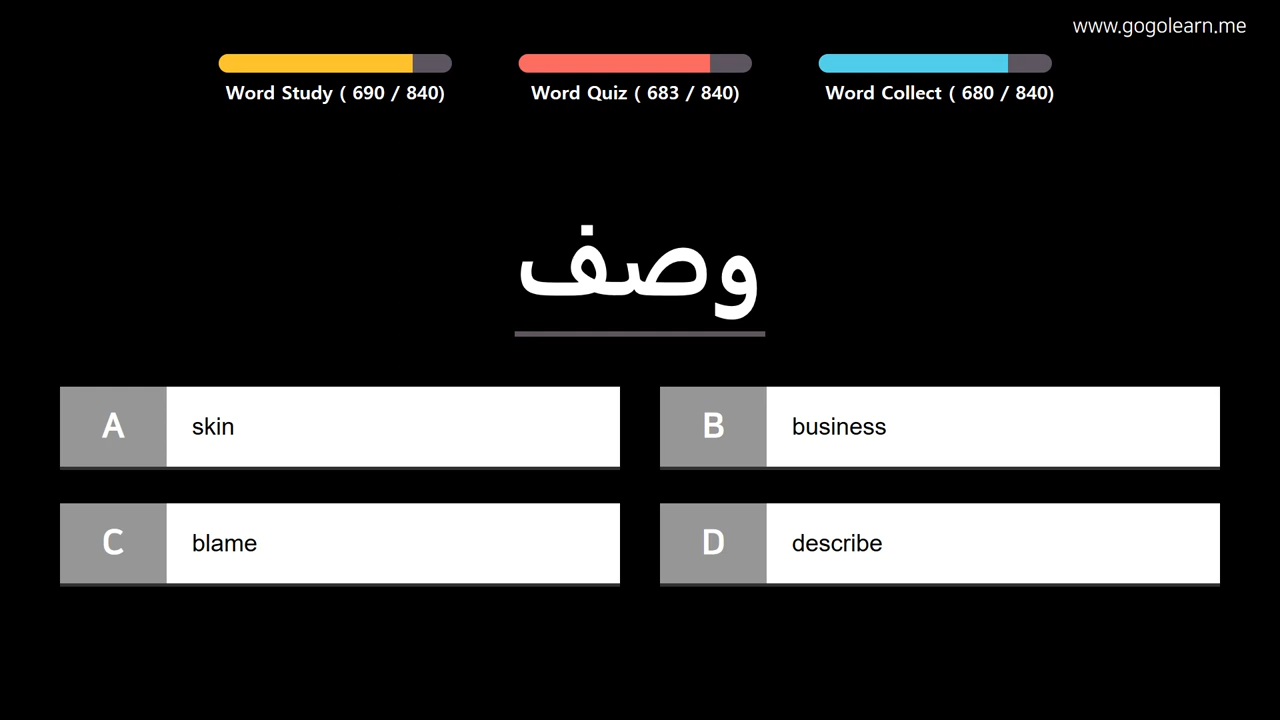 www.gogolearn.me
Word Study ( 690 / 840)
Word Quiz ( 683 / 840)
Word Collect ( 680 / 840)
وصف
A skin
B business
C blame
D describe